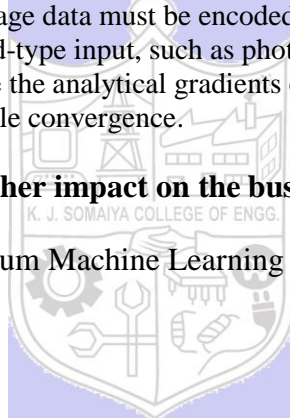 age data must be encoded
d-type input, such as phot
e the analytical gradients
le convergence.
her impact on the bus
K. J. SOMAIYA COLLEGE OF ENGG.
um Machine Learning